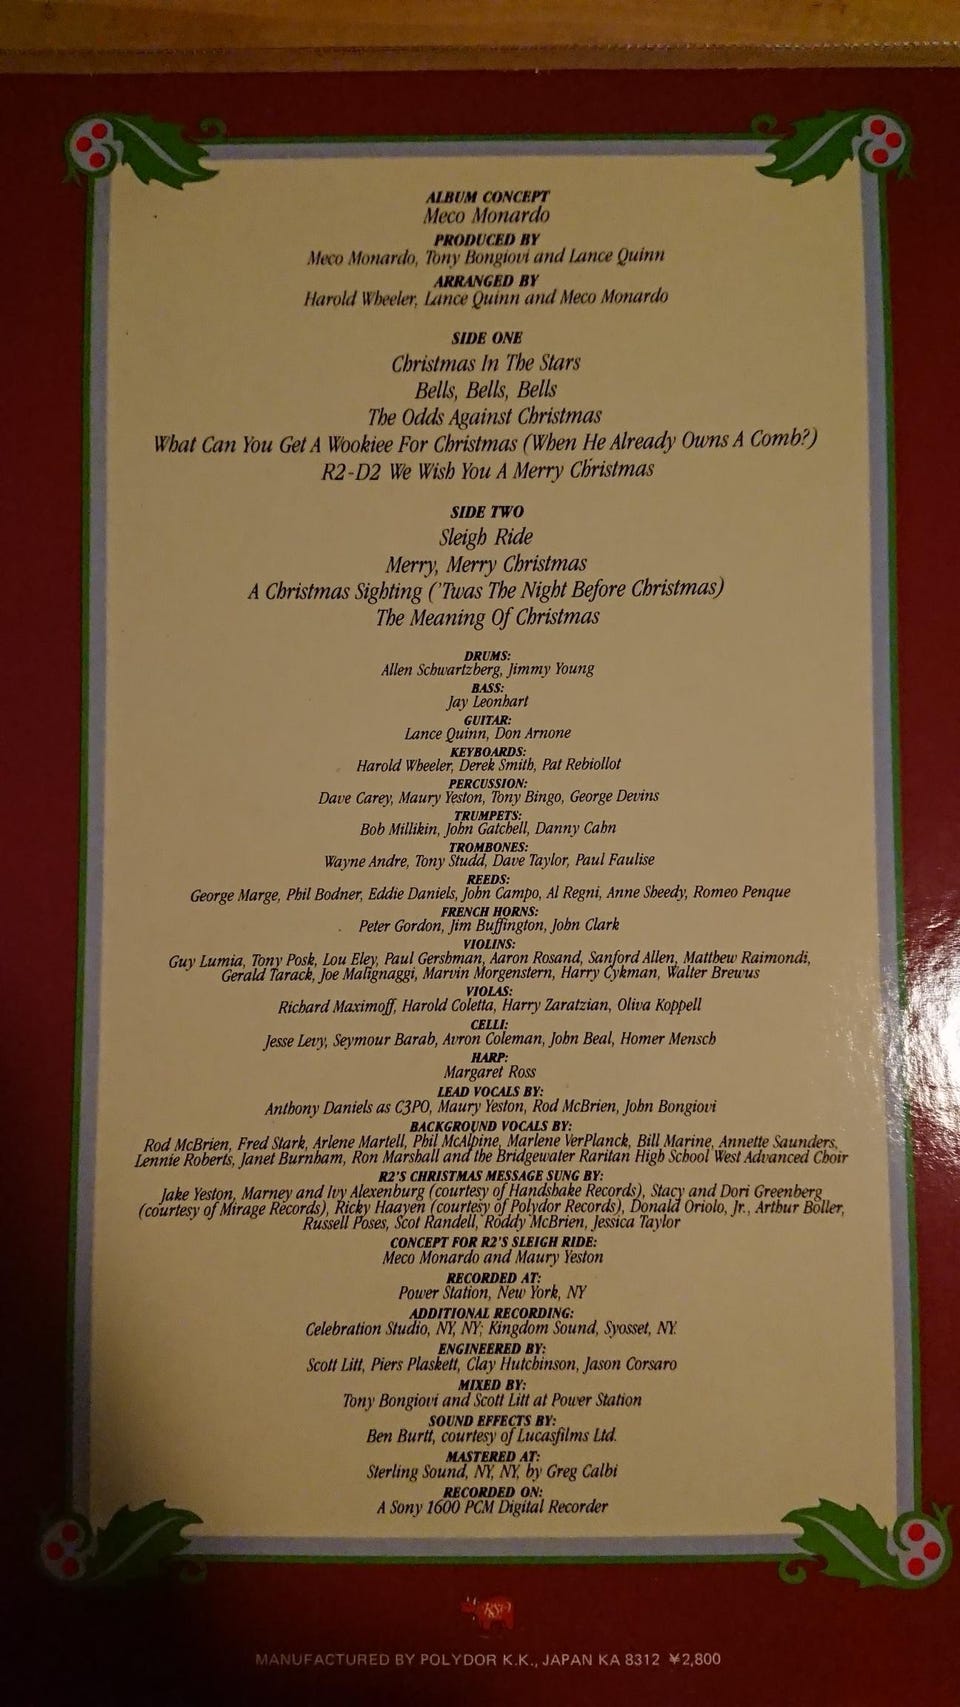 ALBUM CONCEPT
Meco Monardo
PRODUCED BY
Meco Monardo, Tony Bongiovi and Lance Quinn
ARRANGED BY
Harold Wheeler, Lance Quinn and Meco Monardo
SIDE ONE
Christmas In The Stars
Bells, Bells, Bells
The Odds Against Christmas
What Can You Get A Wookiee For Christmas (When He Already Owns A Comb?)
R2-D2 We Wish You A Merry Christmas
SIDE TWO
Sleigh Ride
Merry, Merry Christmas
A Christmas Sighting ('Twas The Night Before Christmas)
The Meaning Of Christmas
DRUMS:
Allen Schwartzberg, Jimmy Young
BASS:
Jay Leonhart
GUITAR:
Lance Quinn, Don Arnone
KEYBOARDS:
Harold Wheeler, Derek Smith, Pat Rebiollot
PERCUSSION:
Dave Carey, Maury Yeston, Tony Bingo, George Devins
TRUMPETS:
Bob Millikin, John Gatchell, Danny Cahn
TROMBONES:
Wayne Andre, Tony Studd, Dave Taylor, Paul Faulise
REEDS:
George Marge, Phil Bodner, Eddie Daniels, John Campo, Al Regni, Anne Sheedy, Romeo Penque
FRENCH HORNS:
Peter Gordon, Jim Buffington, John Clark
VIOLINS:
Guy Lumia, Tony Posk, Lou Eley, Paul Gershman, Aaron Rosand, Sanford Allen, Matthew Raimondi,
Gerald Tarack, Joe Malignaggi, Marvin Morgenstern, Harry Cykman, Walter Brewus
VIOLAS:
Richard Maximoff, Harold Coletta, Harry Zaratzian, Oliva Koppell
CELLI:
Jesse Levy, Seymour Barab, Avron Coleman, John Beal, Homer Mensch
HARP:
Margaret Ross
LEAD VOCALS BY:
Anthony Daniels as C3PO, Maury Yeston, Rod McBrien, John Bongiovi
BACKGROUND VOCALS BY:
Rod McBrien, Fred Stark, Arlene Martell, Phil McAlpine, Marlene VerPlanck, Bill Marine, Annette Saunders,
Lennie Roberts, Janet Burnham, Ron Marshall and the Bridgewater Raritan High School West Advanced Choir
R2'S CHRISTMAS MESSAGE SUNG BY:
Jake Yeston, Marney and Ivy Alexenburg (courtesy of Handshake Records), Stacy and Dori Greenberg
(courtesy of Mirage Records), Ricky Haayen (courtesy of Polydor Records), Donald Oriolo, Jr., Arthur Boller,
Russell Poses, Scot Randell, Roddy McBrien, Jessica Taylor
CONCEPT FOR R2'S SLEIGH RIDE:
Meco Monardo and Maury Yeston
RECORDED AT:
Power Station, New York, NY
ADDITIONAL RECORDING:
Celebration Studio, NY, NY; Kingdom Sound, Syosset, NY.
ENGINEERED BY:
Scott Litt, Piers Plaskett, Clay Hutchinson, Jason Corsaro
MIXED BY:
Tony Bongiovi and Scott Litt at Power Station
SOUND EFFECTS BY:
Ben Burtt, courtesy of Lucasfilms Ltd.
MASTERED AT:
Sterling Sound, NY, NY, by Greg Calbi
RECORDED ON:
A Sony 1600 PCM Digital Recorder
RSO
MANUFACTURED BY POLYDOR K.K., JAPAN KA 8312 ¥2,800